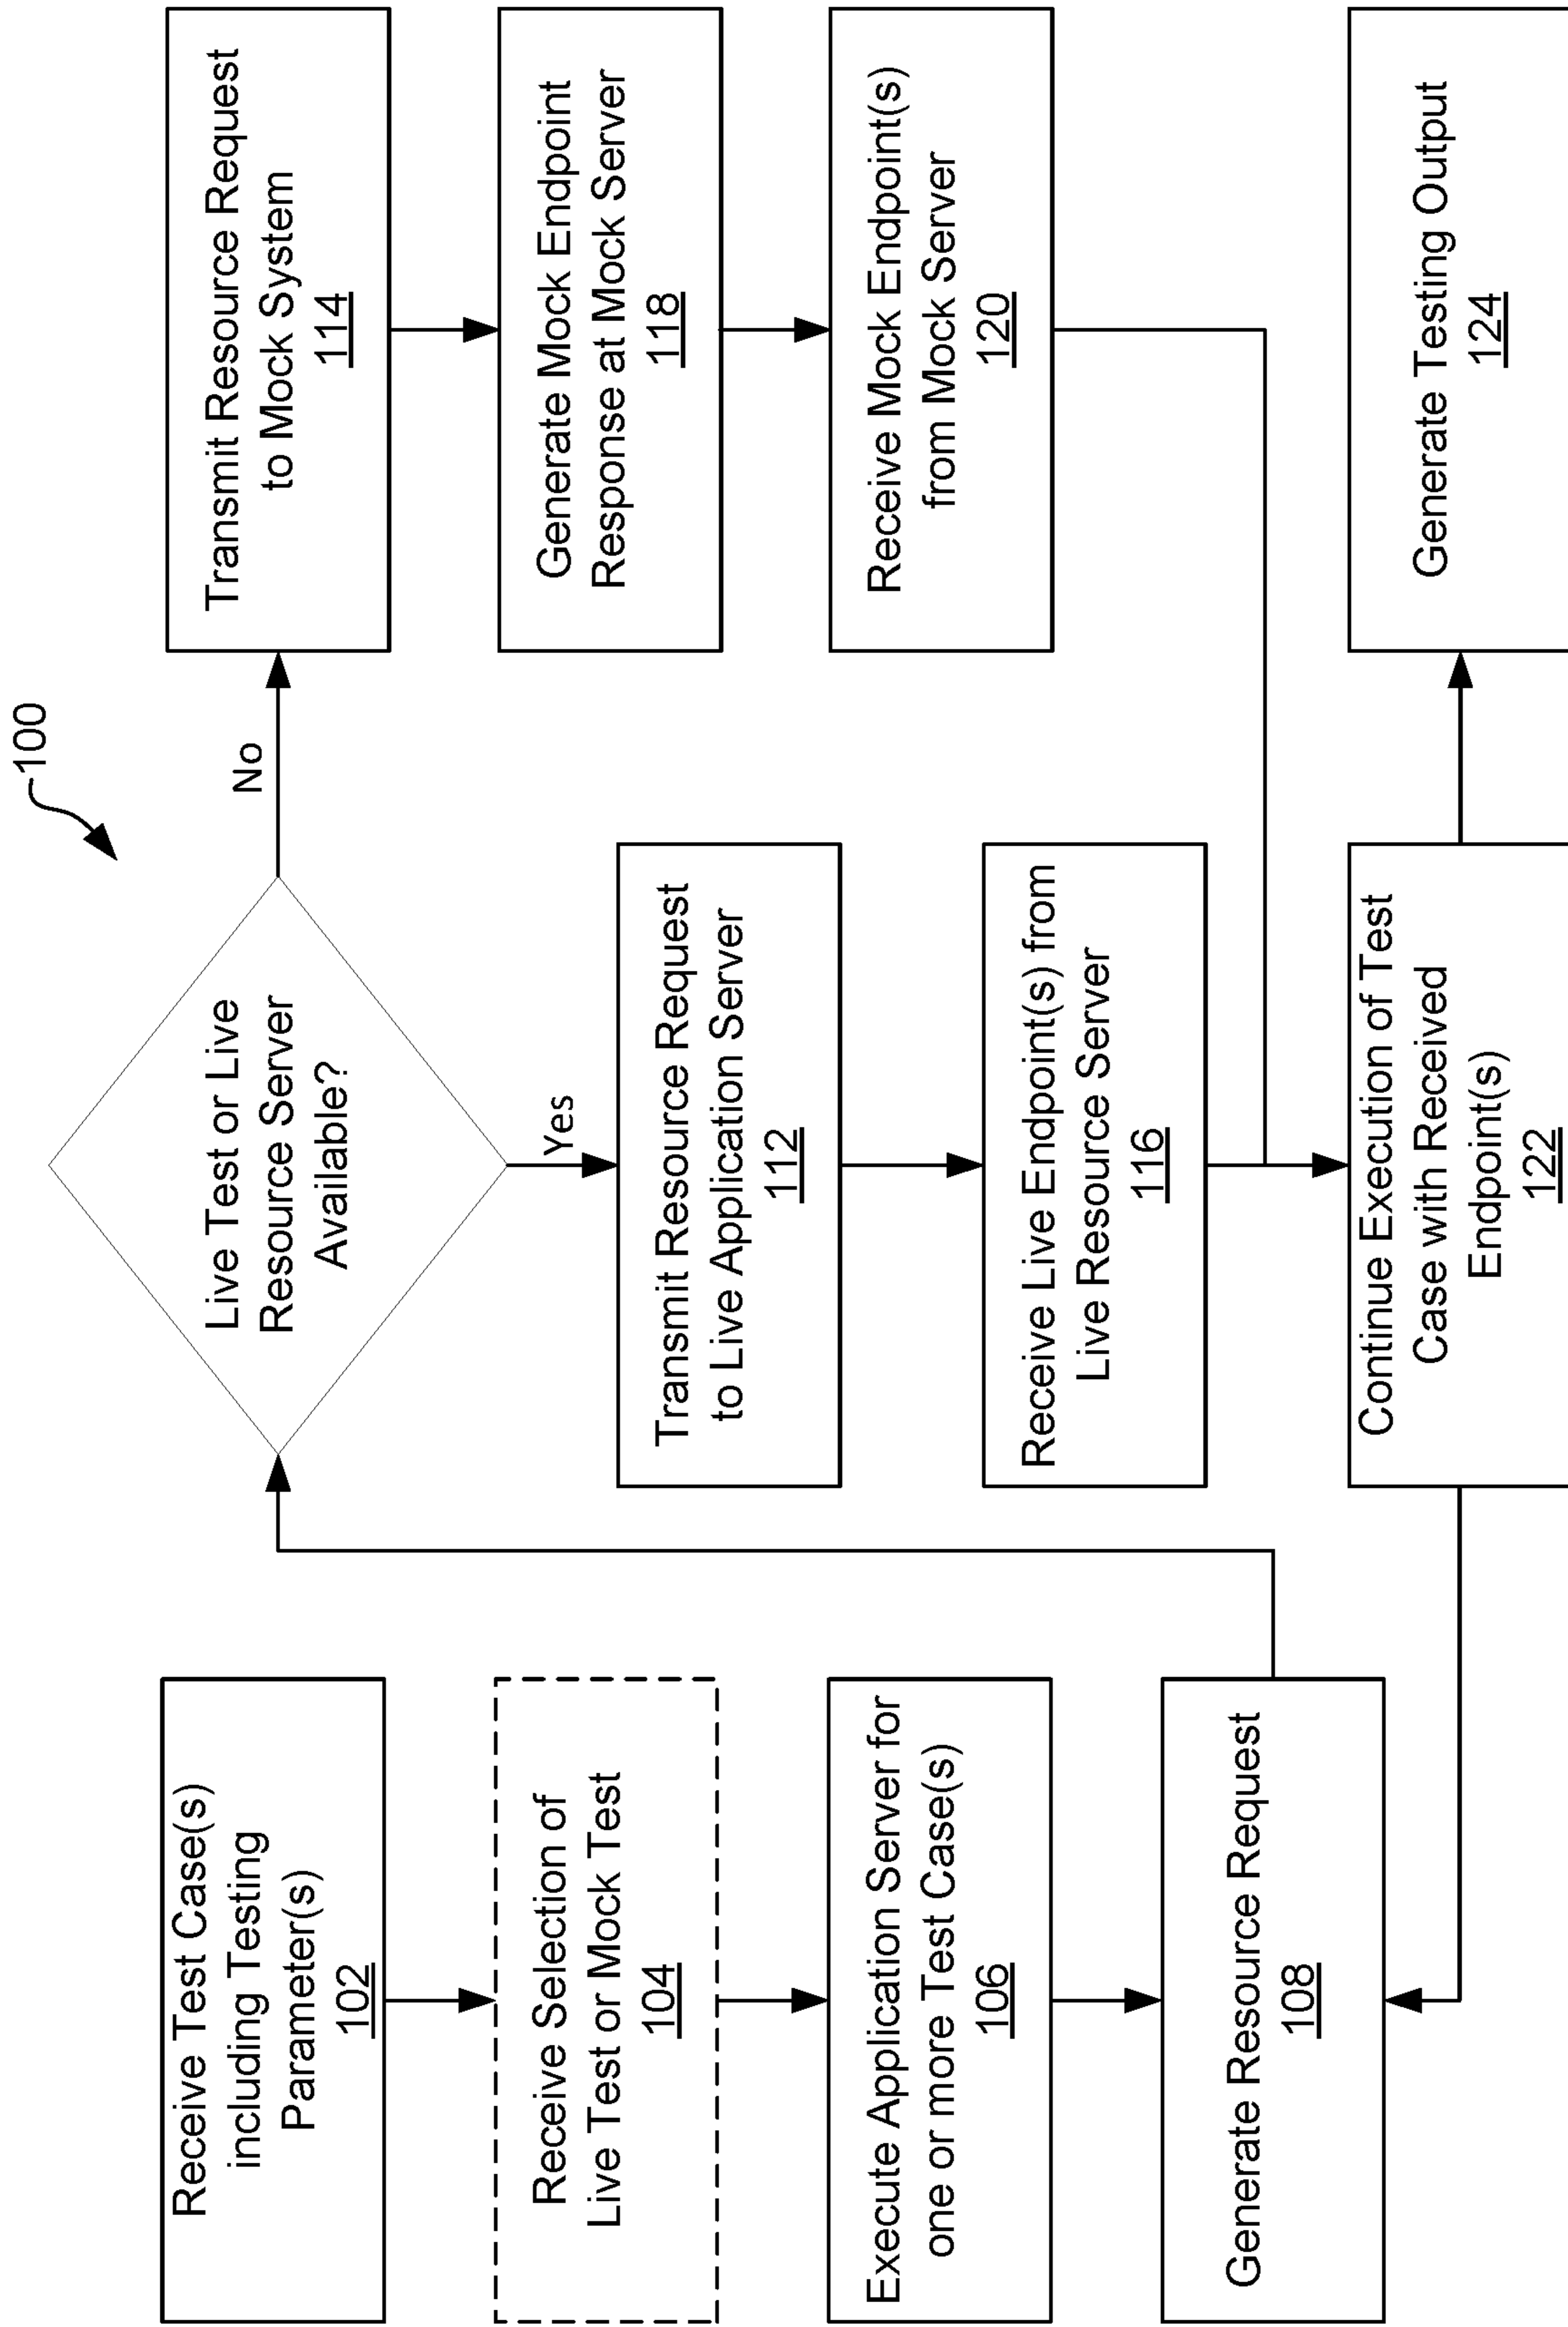 100
Receive Test Case(s)
including Testing
Parameter(s)
102
Receive Selection of
Live Test or Mock Test
104
Execute Application Server for
one or more Test Case(s)
106
Generate Resource Request
108
Live Test or Live
Resource Server
Available?
Yes
No
Transmit Resource Request
to Live Application Server
112
Receive Live Endpoint(s) from
Live Resource Server
116
Transmit Resource Request
to Mock System
114
Generate Mock Endpoint
Response at Mock Server
118
Receive Mock Endpoint(s)
from Mock Server
120
Continue Execution of Test
Case with Received
Endpoint(s)
122
Generate Testing Output
124